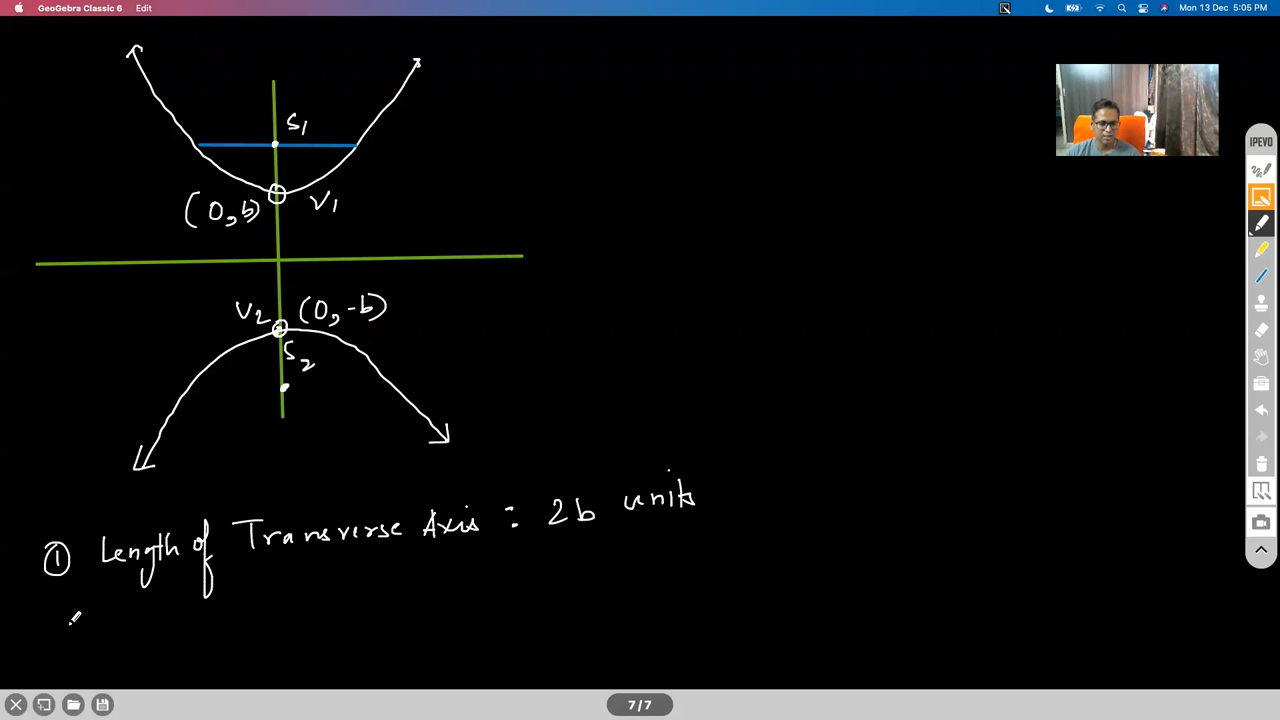 GeoGebra Classic 6 Edit Mon 13 Dec 5:05 PM
S1
IPEVO
(0, b) V1
V2 (0, -b)
S2
① Length of Transverse Axis : 2b units
7/7